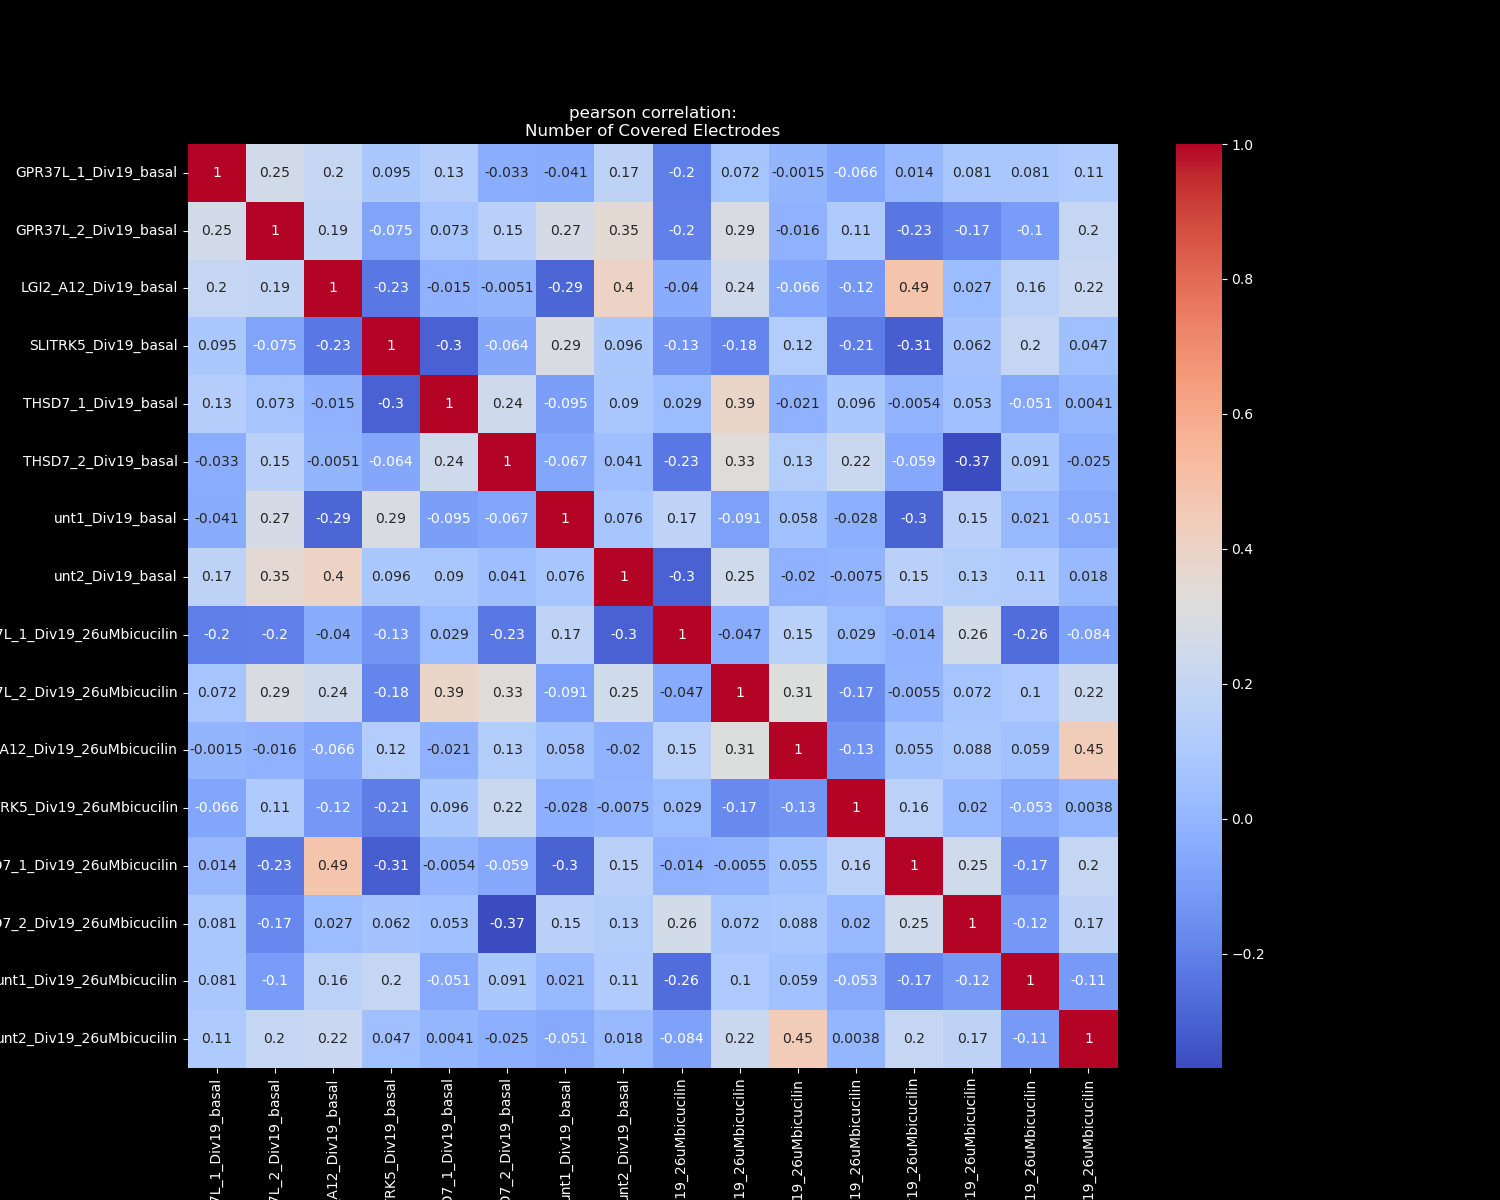 pearson correlation:
Number of Covered Electrodes
GPR37L_1_Div19_basal 1 0.25 0.2 0.095 0.13 -0.033 -0.041 0.17 -0.2 0.072 -0.0015 -0.066 0.014 0.081 0.081 0.11
GPR37L_2_Div19_basal 0.25 1 0.19 -0.075 0.073 0.15 0.27 0.35 -0.2 0.29 -0.016 0.11 -0.23 -0.17 -0.1 0.2
LGI2_A12_Div19_basal 0.2 0.19 1 -0.23 -0.015 -0.0051 -0.29 0.4 -0.04 0.24 -0.066 -0.12 0.49 0.027 0.16 0.22
SLITRK5_Div19_basal 0.095 -0.075 -0.23 1 -0.3 -0.064 0.29 0.096 -0.13 -0.18 0.12 -0.21 -0.31 0.062 0.2 0.047
THSD7_1_Div19_basal 0.13 0.073 -0.015 -0.3 1 0.24 -0.095 0.09 0.029 0.39 -0.021 0.096 -0.0054 0.053 -0.051 0.0041
THSD7_2_Div19_basal -0.033 0.15 -0.0051 -0.064 0.24 1 -0.067 0.041 -0.23 0.33 0.13 0.22 -0.059 -0.37 0.091 -0.025
unt1_Div19_basal -0.041 0.27 -0.29 0.29 -0.095 -0.067 1 0.076 0.17 -0.091 0.058 -0.028 -0.3 0.15 0.021 -0.051
unt2_Div19_basal 0.17 0.35 0.4 0.096 0.09 0.041 0.076 1 -0.3 0.25 -0.02 -0.0075 0.15 0.13 0.11 0.018
7L_1_Div19_26uMbicucilin -0.2 -0.2 -0.04 -0.13 0.029 -0.23 0.17 -0.3 1 -0.047 0.15 0.029 -0.014 0.26 -0.26 -0.084
7L_2_Div19_26uMbicucilin 0.072 0.29 0.24 -0.18 0.39 0.33 -0.091 0.25 -0.047 1 0.31 -0.17 -0.0055 0.072 0.1 0.22
A12_Div19_26uMbicucilin -0.0015 -0.016 -0.066 0.12 -0.021 0.13 0.058 -0.02 0.15 0.31 1 -0.13 0.055 0.088 0.059 0.45
RK5_Div19_26uMbicucilin -0.066 0.11 -0.12 -0.21 0.096 0.22 -0.028 -0.0075 0.029 -0.17 -0.13 1 0.16 0.02 -0.053 0.0038
D7_1_Div19_26uMbicucilin 0.014 -0.23 0.49 -0.31 -0.0054 -0.059 -0.3 0.15 -0.014 -0.0055 0.055 0.16 1 0.25 -0.17 0.2
D7_2_Div19_26uMbicucilin 0.081 -0.17 0.027 0.062 0.053 -0.37 0.15 0.13 0.26 0.072 0.088 0.02 0.25 1 -0.12 0.17
unt1_Div19_26uMbicucilin 0.081 -0.1 0.16 0.2 -0.051 0.091 0.021 0.11 -0.26 0.1 0.059 -0.053 -0.17 -0.12 1 -0.11
unt2_Div19_26uMbicucilin 0.11 0.2 0.22 0.047 0.0041 -0.025 -0.051 0.018 -0.084 0.22 0.45 0.0038 0.2 0.17 -0.11 1
7L_1_Div19_basal
7L_2_Div19_basal
A12_Div19_basal
RK5_Div19_basal
D7_1_Div19_basal
D7_2_Div19_basal
unt1_Div19_basal
unt2_Div19_basal
19_26uMbicucilin
19_26uMbicucilin
19_26uMbicucilin
19_26uMbicucilin
19_26uMbicucilin
19_26uMbicucilin
19_26uMbicucilin
19_26uMbicucilin
1.0
0.8
0.6
0.4
0.2
0.0
−0.2